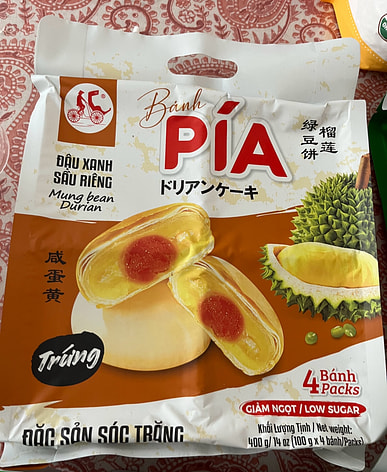 Bánh
PÍA
ドリアンケーキ
榴莲
绿豆饼
ĐẬU XANH
SẦU RIÊNG
Mung bean
Durian
咸蛋黄
Trứng
4 Bánh
Packs
GIẢM NGỌT / LOW SUGAR
Khối Lượng Tịnh / Net weight:
400 g/ 14 oz (100 g x 4 bánh/Packs)
ĐẶC SẢN SÓC TRĂNG